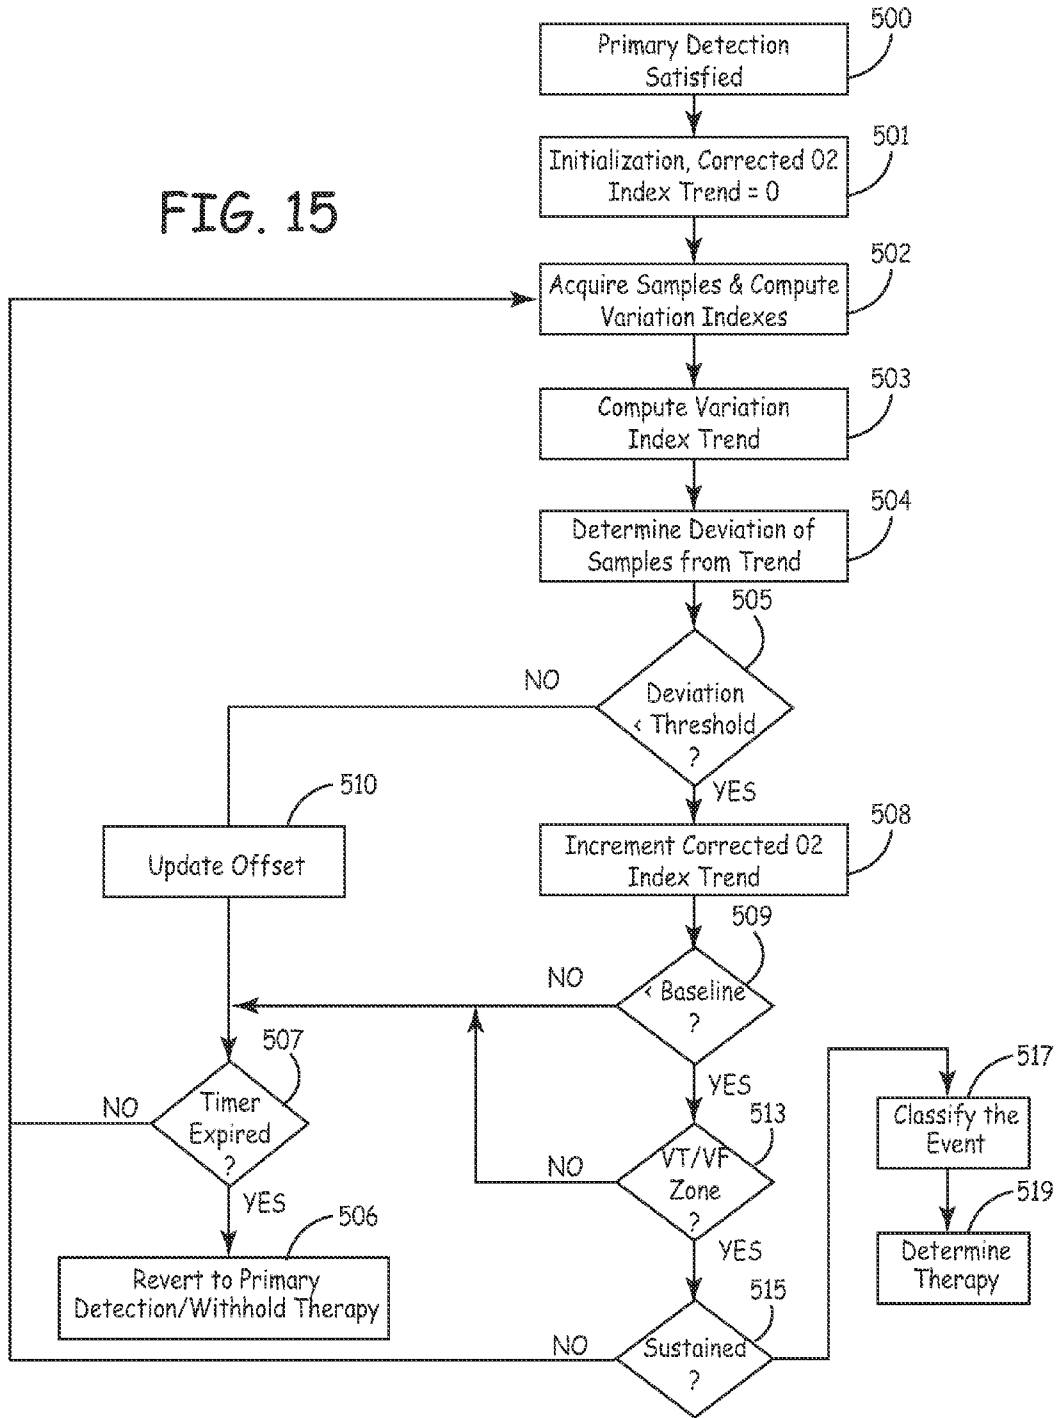 500
Primary Detection
Satisfied
501
Initialization, Corrected O2
Index Trend = 0
FIG. 15
502
Acquire Samples & Compute
Variation Indexes
503
Compute Variation
Index Trend
504
Determine Deviation of
Samples from Trend
505
NO
Deviation
< Threshold
?
YES
510
Update Offset
508
Increment Corrected O2
Index Trend
509
NO
< Baseline
?
YES
507
NO
Timer
Expired
?
YES
513
NO
VT/VF
Zone
?
YES
517
Classify the
Event
519
Determine
Therapy
506
Revert to Primary
Detection/Withhold Therapy
515
NO
Sustained
?